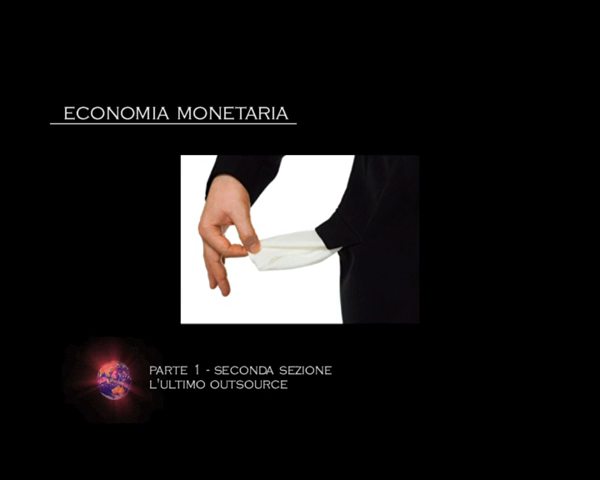 ECONOMIA MONETARIA
PARTE 1 - SECONDA SEZIONE
L'ULTIMO OUTSOURCE